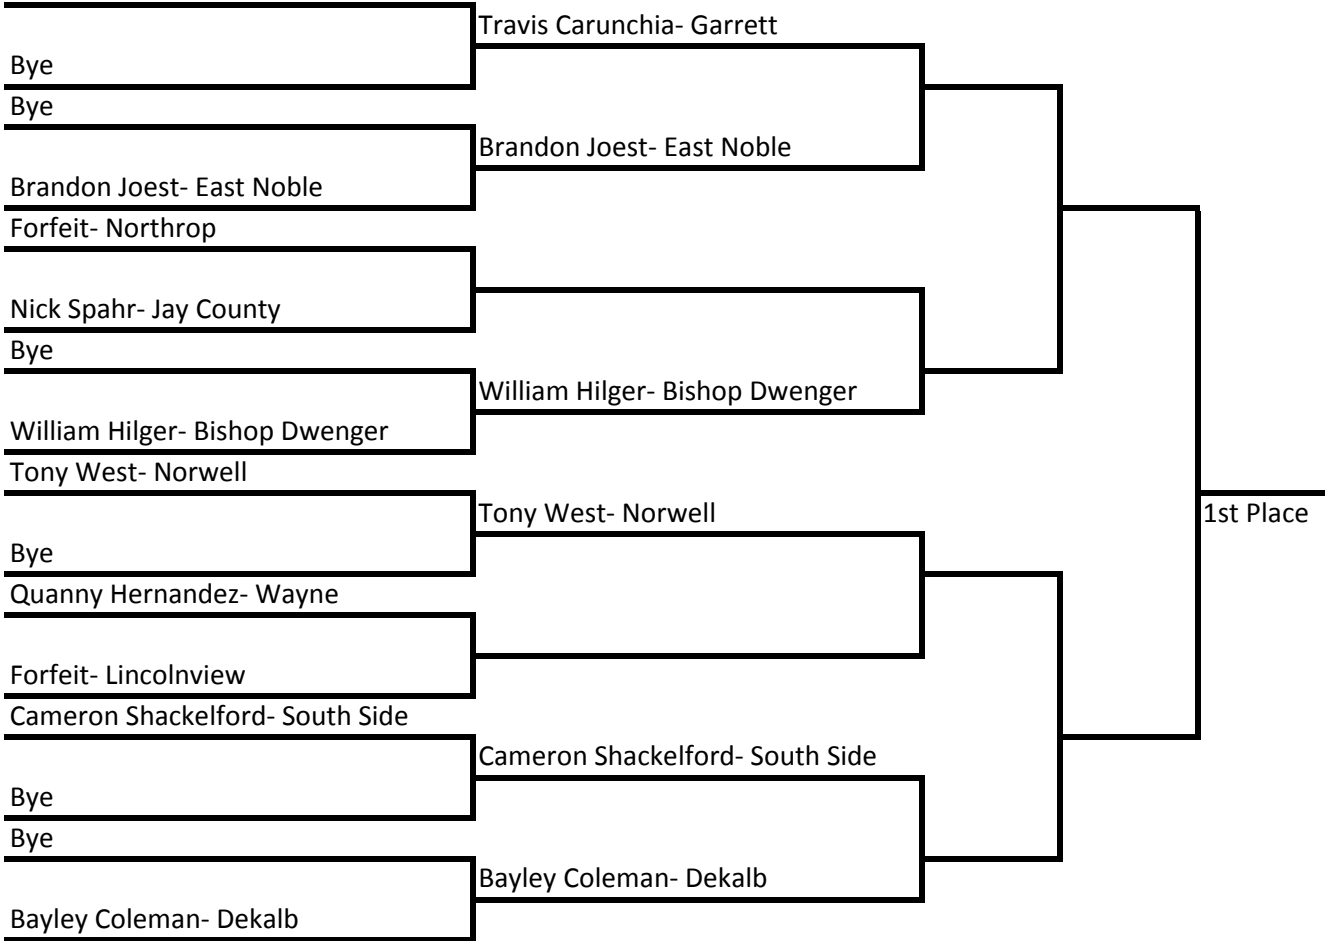 Travis Carunchia- Garrett
Bye
Bye
Brandon Joest- East Noble
Brandon Joest- East Noble
Forfeit- Northrop
Nick Spahr- Jay County
Bye
William Hilger- Bishop Dwenger
William Hilger- Bishop Dwenger
Tony West- Norwell
Tony West- Norwell
1st Place
Bye
Quanny Hernandez- Wayne
Forfeit- Lincolnview
Cameron Shackelford- South Side
Cameron Shackelford- South Side
Bye
Bye
Bayley Coleman- Dekalb
Bayley Coleman- Dekalb